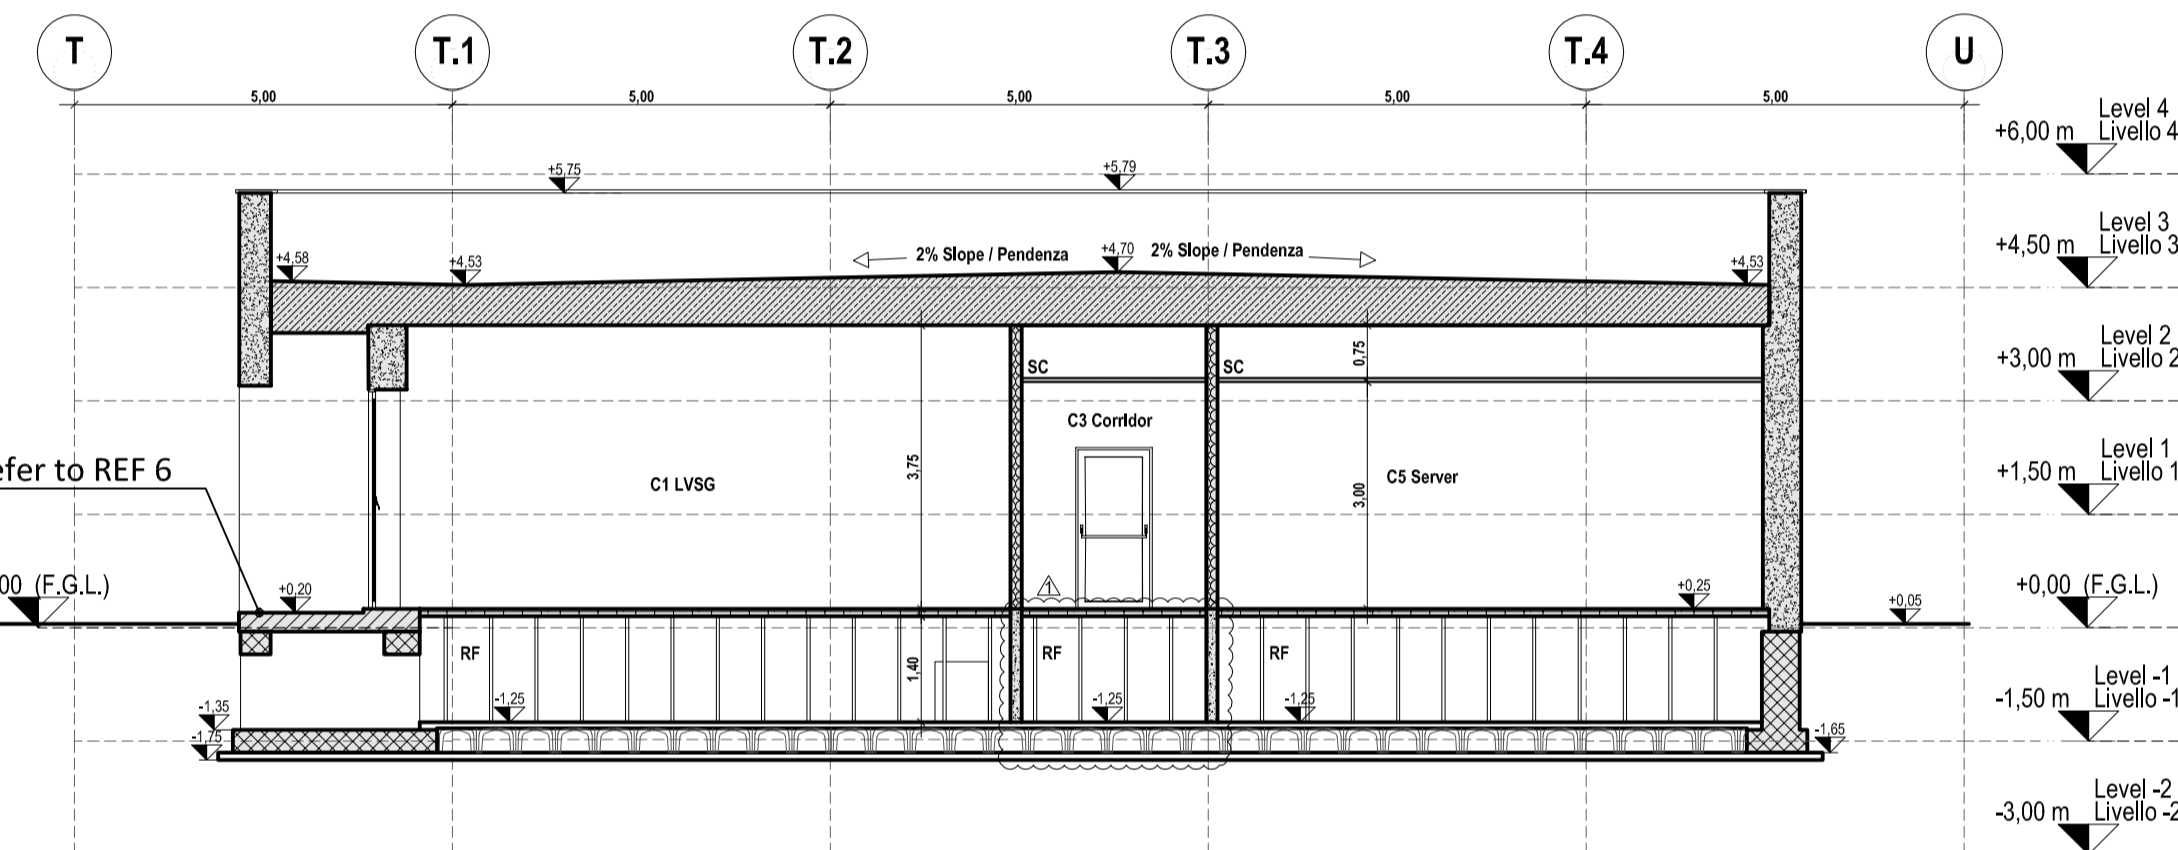 T
T.1
T.2
T.3
T.4
U
5,00
5,00
5,00
5,00
5,00
Level 4
+6,00 m Livello 4
+5,75
+5,79
Level 3
+4,50 m Livello 3
+4,58
+4,53
2% Slope / Pendenza
+4,70
2% Slope / Pendenza
+4,53
Level 2
+3,00 m Livello 2
0,75
SC
SC
C3 Corridor
Level 1
+1,50 m Livello 1
efer to REF 6
C1 LVSG
3,75
C5 Server
3,00
00 (F.G.L.)
+0,20
1
+0,25
+0,05
+0,00 (F.G.L.)
RF
1,40
RF
RF
Level -1
-1,50 m Livello -1
-1,35
-1,25
-1,25
-1,25
-1,75
-1,65
Level -2
-3,00 m Livello -2